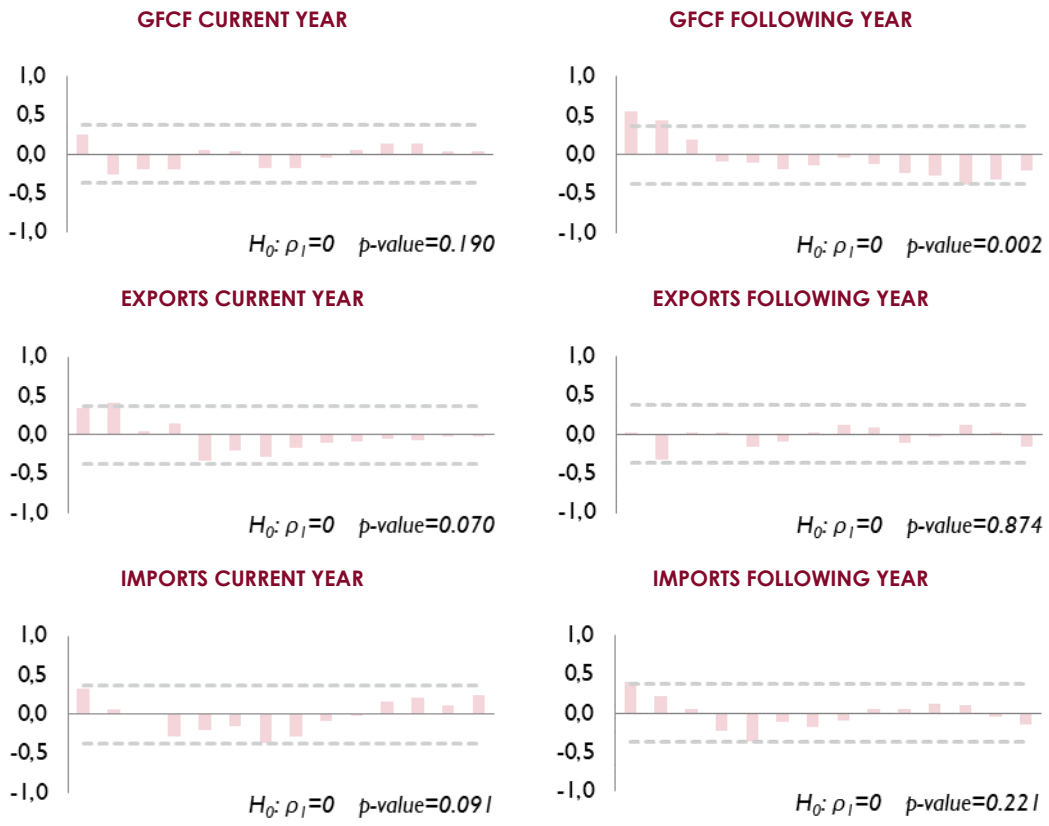 GFCF CURRENT YEAR
1,0
0,5
0,0
-0,5
-1,0
H0: ρ1=0 p-value=0.190
GFCF FOLLOWING YEAR
1,0
0,5
0,0
-0,5
-1,0
H0: ρ1=0 p-value=0.002
EXPORTS CURRENT YEAR
1,0
0,5
0,0
-0,5
-1,0
H0: ρ1=0 p-value=0.070
EXPORTS FOLLOWING YEAR
1,0
0,5
0,0
-0,5
-1,0
H0: ρ1=0 p-value=0.874
IMPORTS CURRENT YEAR
1,0
0,5
0,0
-0,5
-1,0
H0: ρ1=0 p-value=0.091
IMPORTS FOLLOWING YEAR
1,0
0,5
0,0
-0,5
-1,0
H0: ρ1=0 p-value=0.221